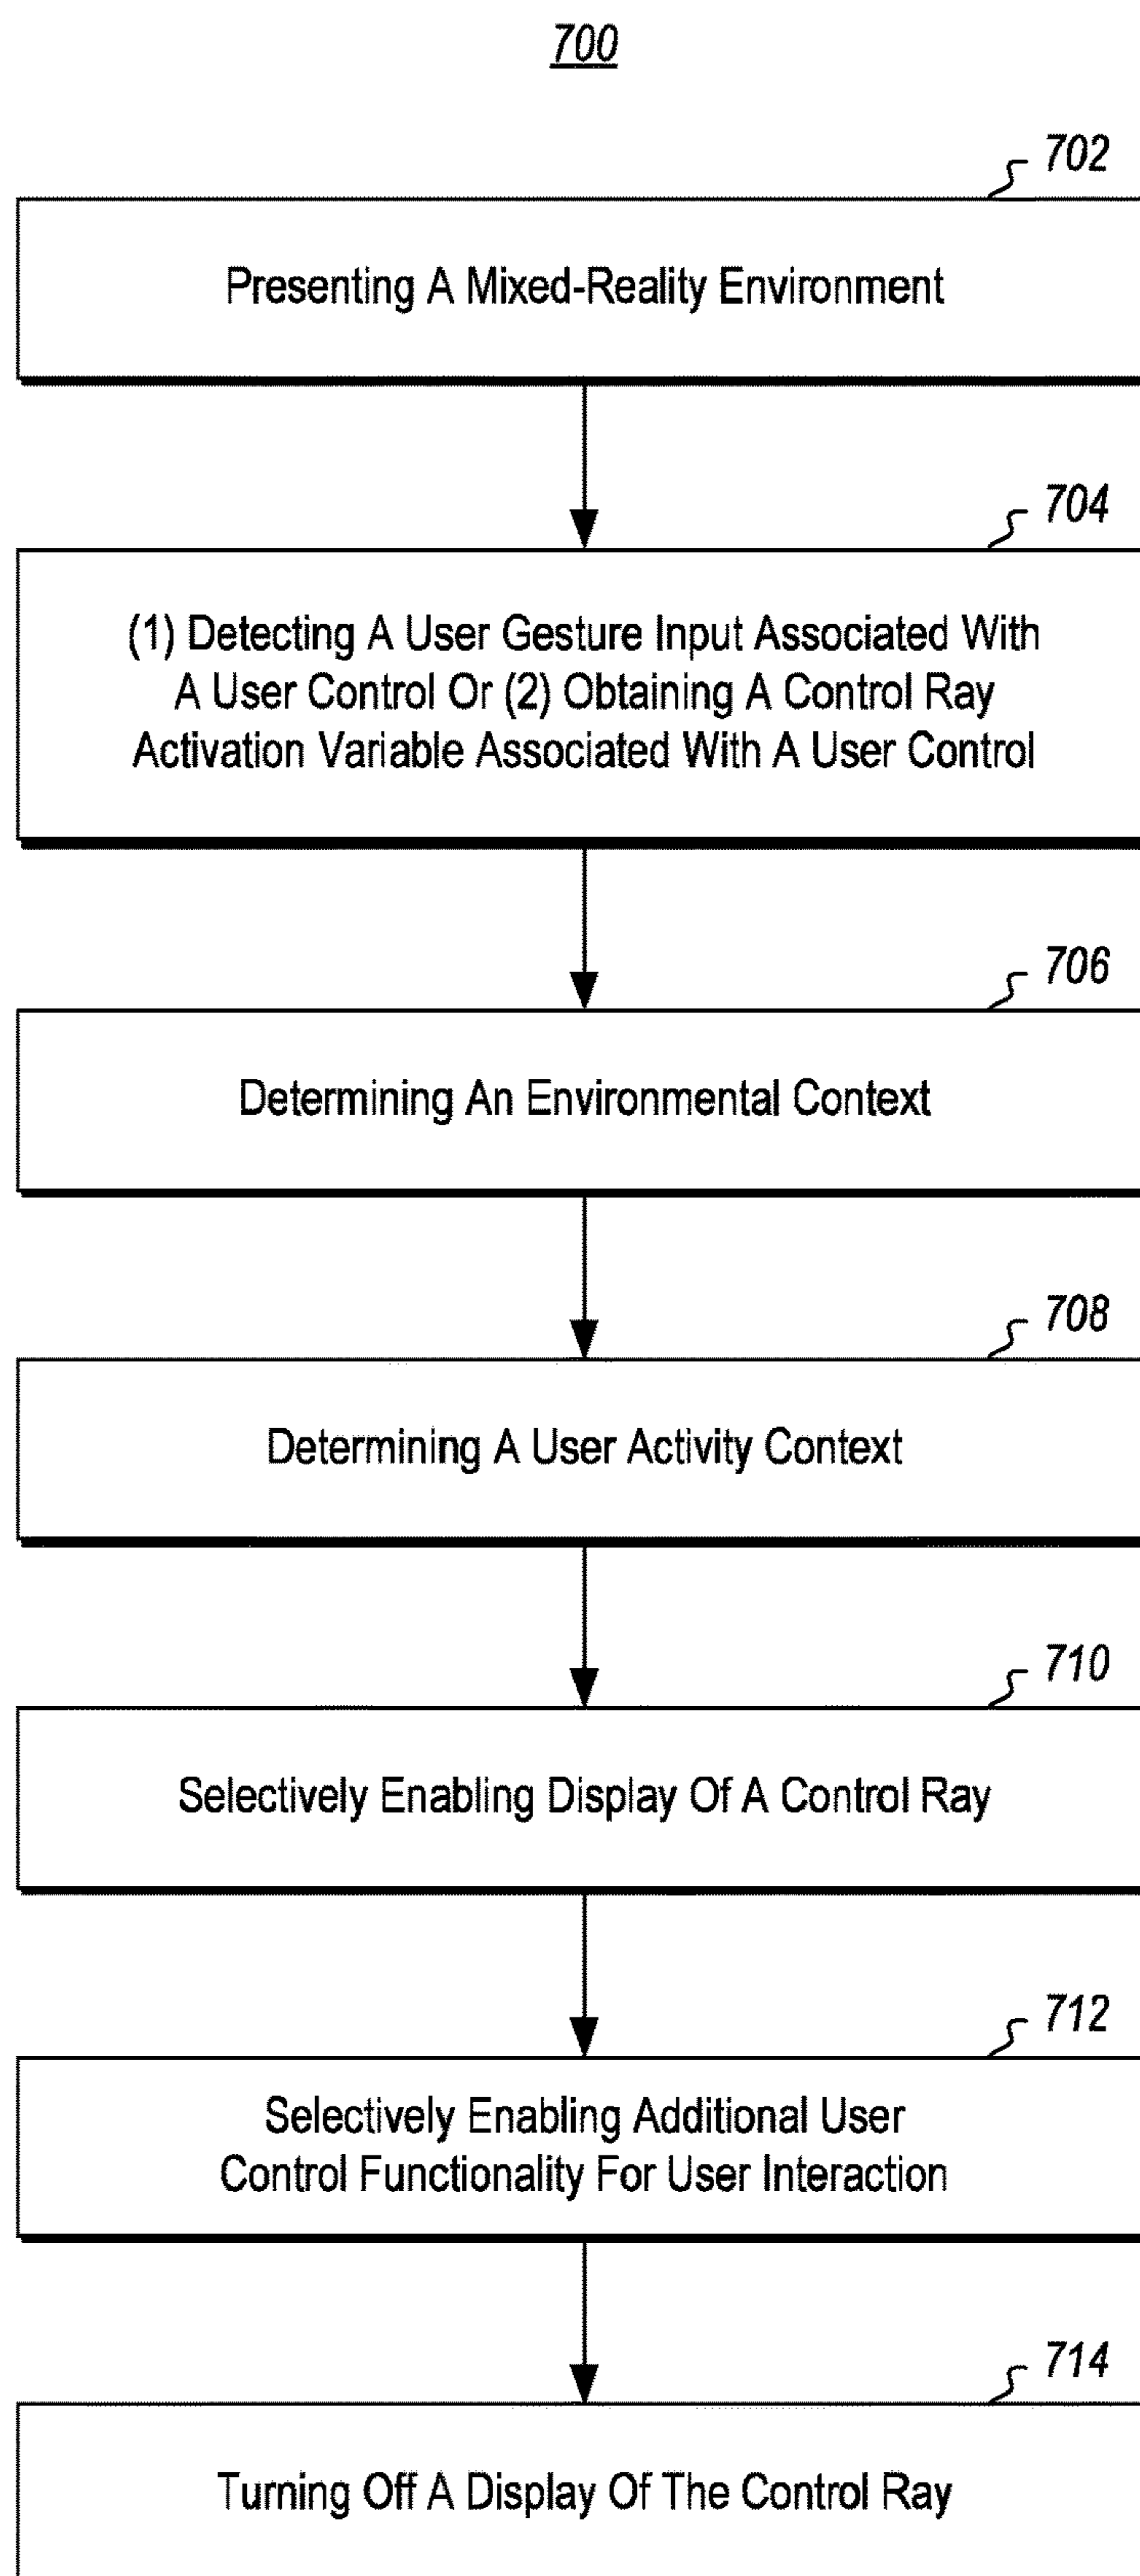 700
702
Presenting A Mixed-Reality Environment
704
(1) Detecting A User Gesture Input Associated With
A User Control Or (2) Obtaining A Control Ray
Activation Variable Associated With A User Control
706
Determining An Environmental Context
708
Determining A User Activity Context
710
Selectively Enabling Display Of A Control Ray
712
Selectively Enabling Additional User
Control Functionality For User Interaction
714
Turning Off A Display Of The Control Ray